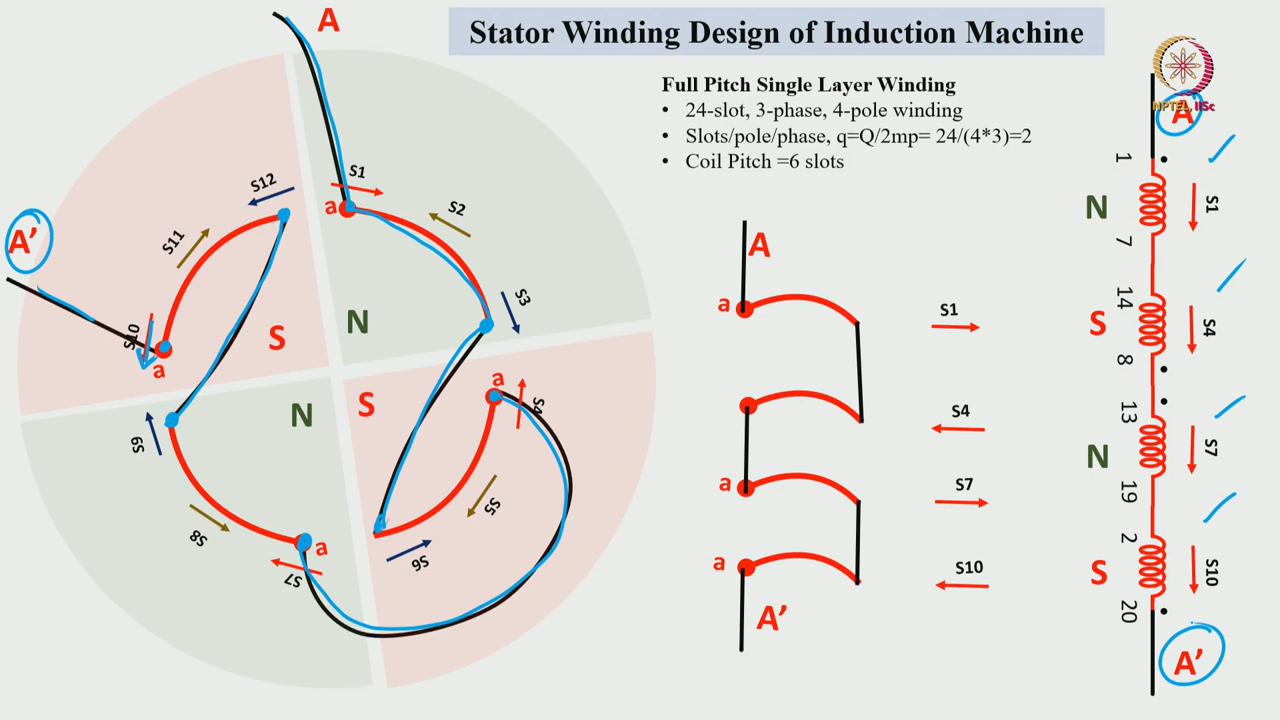 Stator Winding Design of Induction Machine
NPTEL, IISc
Full Pitch Single Layer Winding
• 24-slot, 3-phase, 4-pole winding
• Slots/pole/phase, q=Q/2mp= 24/(4*3)=2
• Coil Pitch =6 slots
A
S12
S1
a
S2
S11
A'
S3
S10
a
S
N
N
S
a
S4
S9
S8
a
S7
S6
S5
A
a
S1
S4
a
S7
a
S10
A'
A
1
N
S1
7
14
S
S4
8
13
N
S7
19
2
S
S10
20
A'